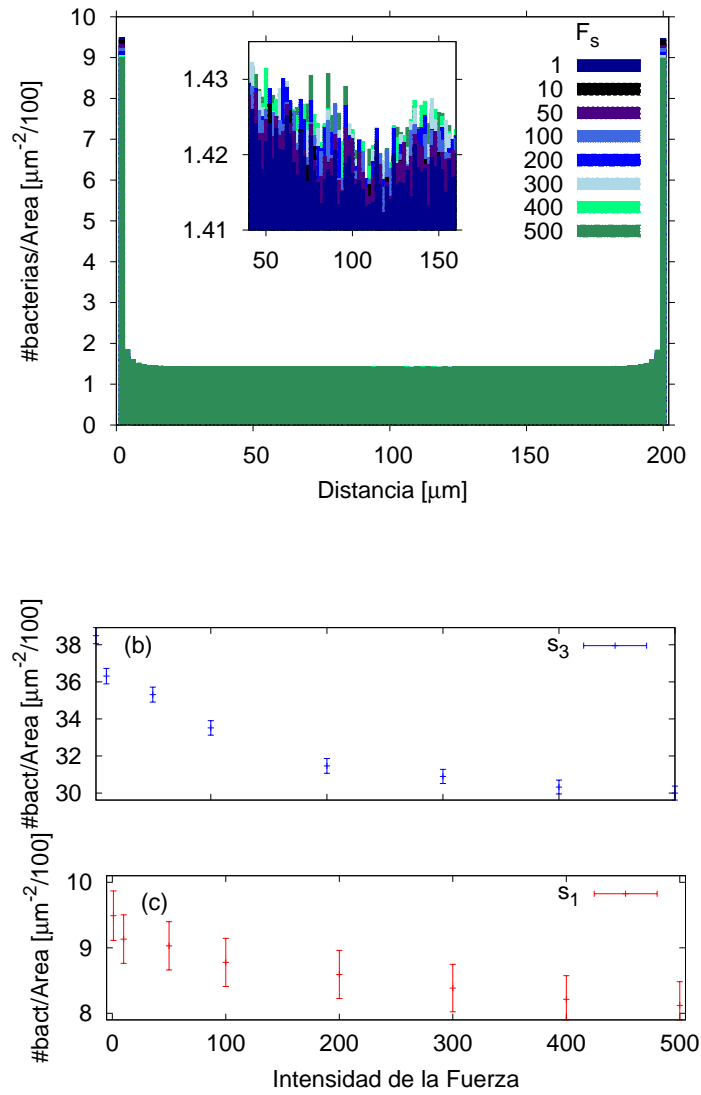 #bacterias/Area [μm⁻²/100]
10
9
8
7
6
5
4
3
2
1
0
0 50 100 150 200
Distancia [μm]
1.43
1.42
1.41
50 100 150
Fₛ
1
10
50
100
200
300
400
500
#bact/Area [μm⁻²/100]
38
36
34
32
30
(b)
s₃
#bact/Area [μm⁻²/100]
10
9
8
(c)
s₁
0 100 200 300 400 500
Intensidad de la Fuerza